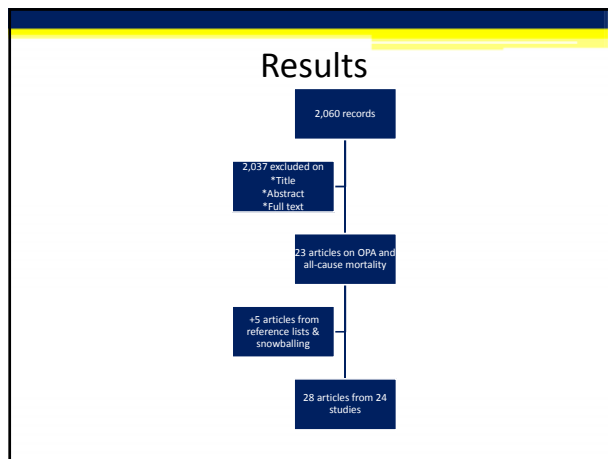 Results
2,060 records
2,037 excluded on
*Title
*Abstract
*Full text
23 articles on OPA and
all-cause mortality
+5 articles from
reference lists &
snowballing
28 articles from 24
studies